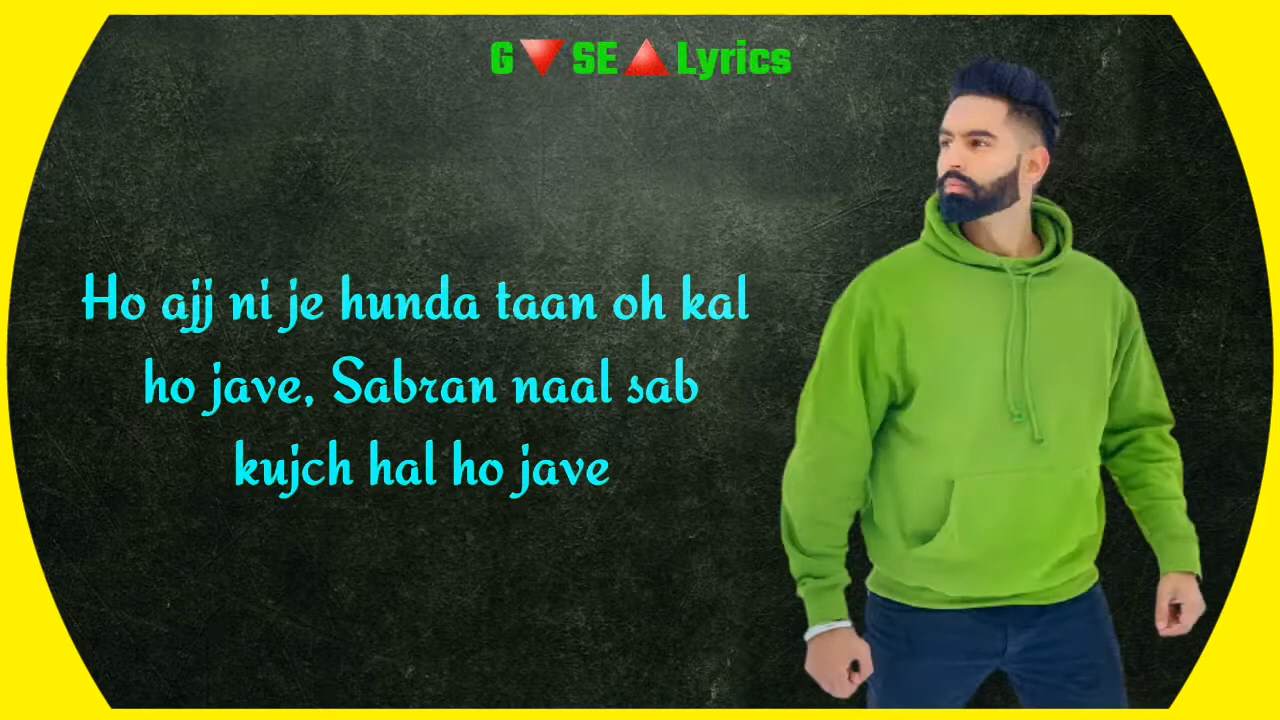 G🔻SE🔺Lyrics
Ho ajj ni je hunda taan oh kal
ho jave, Sabran naal sab
kujch hal ho jave